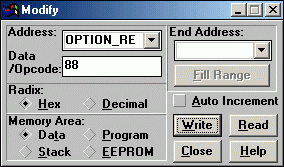 Modify
Address:
OPTION_RE
End Address:
Data
/Opcode:
88
Fill Range
Radix:
Hex Decimal
Auto Increment
Memory Area:
Data Program
Stack EEPROM
Write Read
Close Help